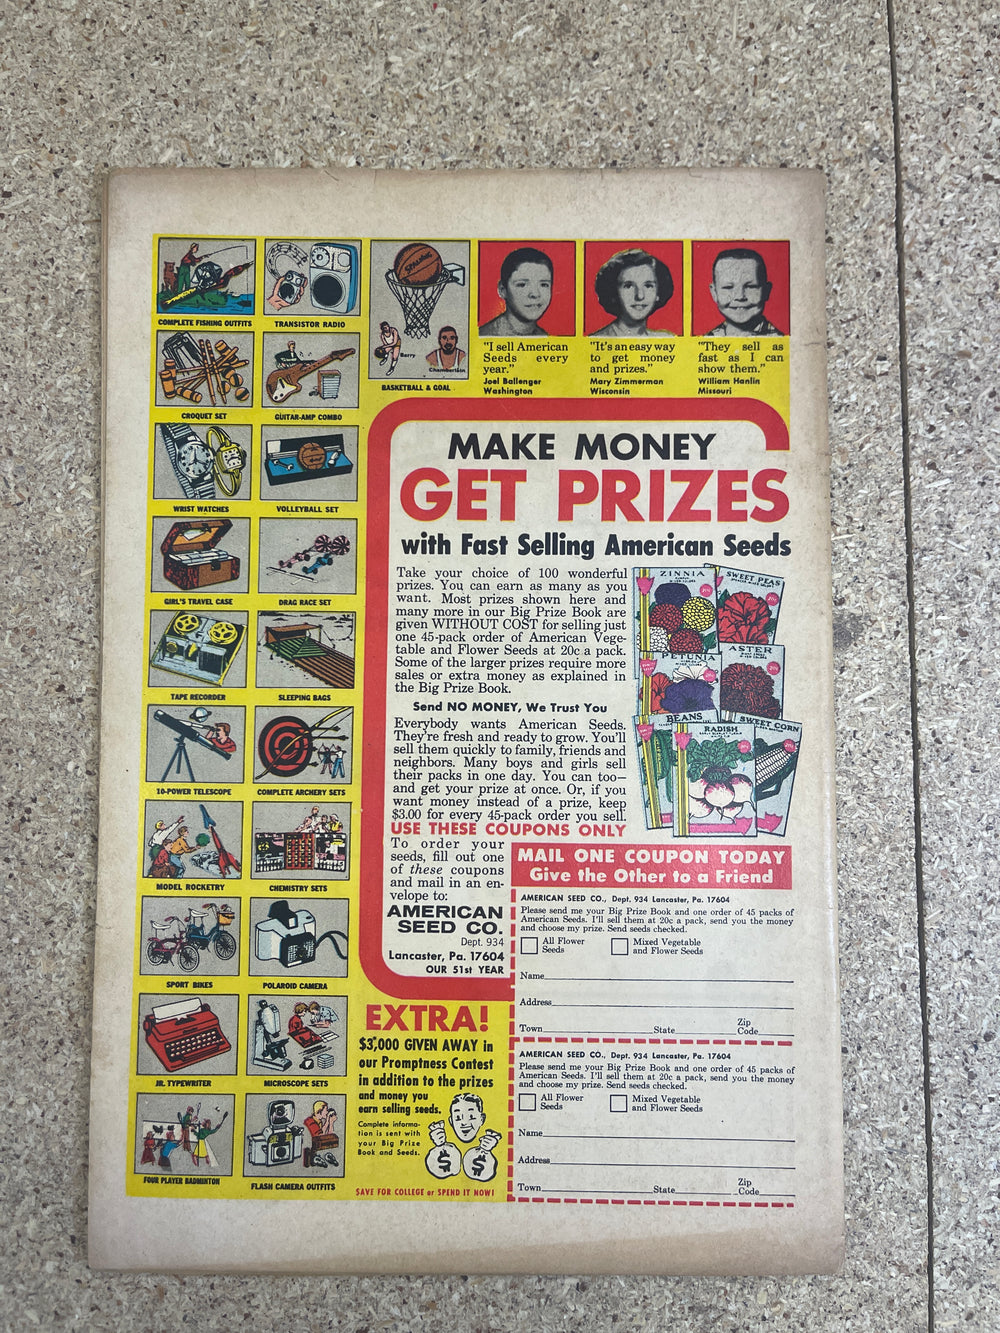 COMPLETE FISHING OUTFITS
TRANSISTOR RADIO
CROQUET SET
GUITAR-AMP COMBO
WRIST WATCHES
VOLLEYBALL SET
GIRL'S TRAVEL CASE
DRAG RACE SET
TAPE RECORDER
SLEEPING BAGS
10-POWER TELESCOPE
COMPLETE ARCHERY SETS
MODEL ROCKETRY
CHEMISTRY SETS
SPORT BIKES
POLAROID CAMERA
JR. TYPEWRITER
MICROSCOPE SETS
FOUR PLAYER BADMINTON
FLASH CAMERA OUTFITS
SPALDING
Barry
Chamberlain
BASKETBALL & GOAL
"I sell American
Seeds every
year."
Joel Ballenger
Washington
"It's an easy way
to get money
and prizes."
Mary Zimmerman
Wisconsin
"They sell as
fast as I can
show them."
William Hanlin
Missouri
MAKE MONEY
GET PRIZES
with Fast Selling American Seeds
Take your choice of 100 wonderful
prizes. You can earn as many as you
want. Most prizes shown here and
many more in our Big Prize Book are
given WITHOUT COST for selling just
one 45-pack order of American Vege-
table and Flower Seeds at 20c a pack.
Some of the larger prizes require more
sales or extra money as explained in
the Big Prize Book.
Send NO MONEY, We Trust You
Everybody wants American Seeds.
They're fresh and ready to grow. You'll
sell them quickly to family, friends and
neighbors. Many boys and girls sell
their packs in one day. You can too—
and get your prize at once. Or, if you
want money instead of a prize, keep
$3.00 for every 45-pack order you sell.
USE THESE COUPONS ONLY
To order your
seeds, fill out one
of these coupons
and mail in an en-
velope to:
AMERICAN
SEED CO.
Dept. 934
Lancaster, Pa. 17604
OUR 51st YEAR
ZINNIA
SWEET PEAS
PETUNIA
ASTER
BEANS
SWEET CORN
RADISH
MAIL ONE COUPON TODAY
Give the Other to a Friend
AMERICAN SEED CO., Dept. 934 Lancaster, Pa. 17604
Please send me your Big Prize Book and one order of 45 packs of
American Seeds. I'll sell them at 20c a pack, send you the money
and choose my prize. Send seeds checked.
All Flower
Seeds
Mixed Vegetable
and Flower Seeds
Name
Address
Town State Zip Code
AMERICAN SEED CO., Dept. 934 Lancaster, Pa. 17604
Please send me your Big Prize Book and one order of 45 packs of
American Seeds. I'll sell them at 20c a pack, send you the money
and choose my prize. Send seeds checked.
All Flower
Seeds
Mixed Vegetable
and Flower Seeds
Name
Address
Town State Zip Code
EXTRA!
$3,000 GIVEN AWAY in
our Promptness Contest
in addition to the prizes
and money you
earn selling seeds.
Complete informa-
tion is sent with
your Big Prize
Book and Seeds.
$ $
SAVE FOR COLLEGE or SPEND IT NOW!